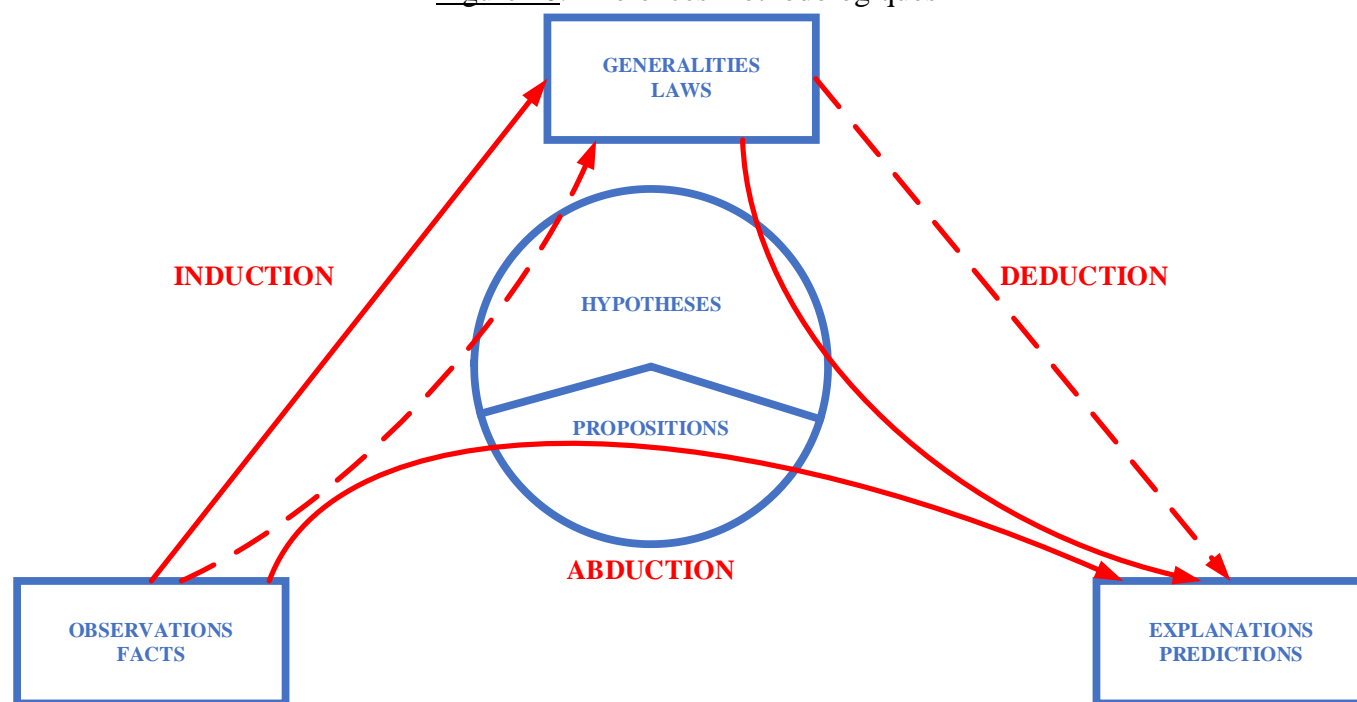 GENERALITIES
LAWS
INDUCTION
DEDUCTION
HYPOTHESES
PROPOSITIONS
ABDUCTION
OBSERVATIONS
FACTS
EXPLANATIONS
PREDICTIONS